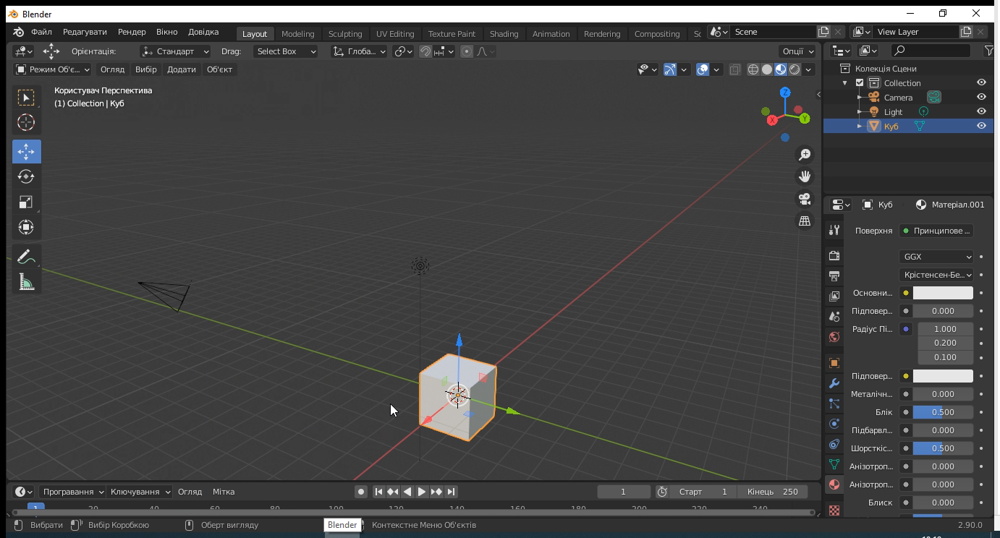 Blender
Файл Редагувати Рендер Вікно Довідка Layout Modeling Sculpting UV Editing Texture Paint Shading Animation Rendering Compositing Sc Scene View Layer
Орієнтація: Стандарт Drag: Select Box Глоба... Опції
Режим Об'є... Огляд Вибір Додати Об'єкт
Користувач Перспектива
(1) Collection | Куб
Z
X
Y
Колекція Сцени
Collection
Camera
Light
Куб
Куб Матеріал.001
Поверхня Принципове ...
GGX
Крістенсен-Бе...
Основни...
Підповер... 0.000
Радіус Пі... 1.000
0.200
0.100
Підповер...
Металічн... 0.000
Блік 0.500
Підбарвл... 0.000
Шорсткіс... 0.500
Анізотроп... 0.000
Анізотроп... 0.000
Блиск 0.000
Програвання Ключування Огляд Мітка 1 Старт 1 Кінець 250
1 20 40 60 80 100 120 140 160 180 200 220 240
Вибрати Вибір Коробкою Оберт вигляду Blender Контекстне Меню Об'єктів 2.90.0